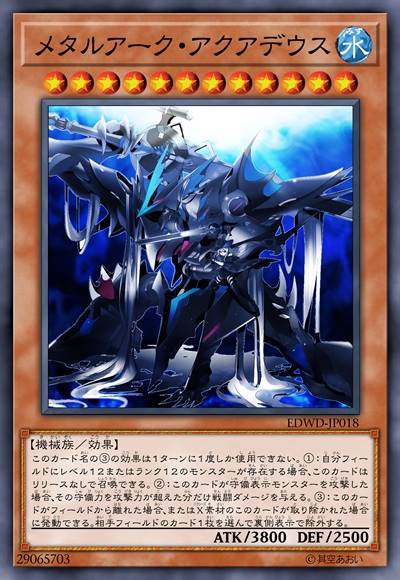 メタルアーク・アクアデウス
水
EDWD-JP018
【機械族/効果】
このカード名の③の効果は1ターンに1度しか使用できない。①:自分フィー
ルドにレベル12またはランク12のモンスターが存在する場合、このカードは
リリースなしで召喚できる。②:このカードが守備表示モンスターを攻撃した
場合、その守備力を攻撃力が超えた分だけ戦闘ダメージを与える。③:このカード
がフィールドから離れた場合、またはX素材のこのカードが取り除かれた場合
に発動できる。相手フィールドのカード1枚を選んで裏側表示で除外する。
ATK/3800 DEF/2500
29065703
©其空あおい